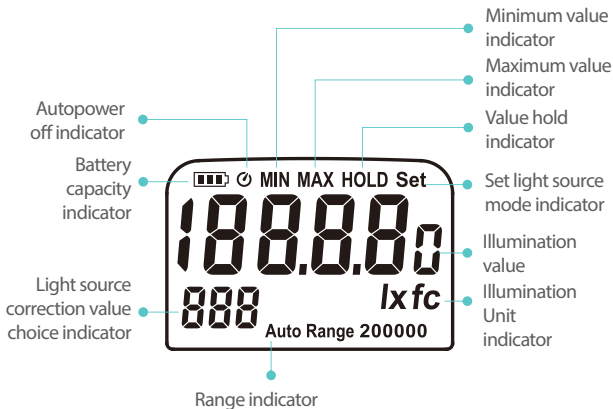 Minimum value
indicator
Maximum value
indicator
Value hold
indicator
Autopower
off indicator
Battery
capacity
indicator
MIN MAX HOLD Set
Set light source
mode indicator
188.8.80
Illumination
value
Light source
correction value
choice indicator
888
lx fc
Illumination
Unit
indicator
Auto Range 200000
Range indicator